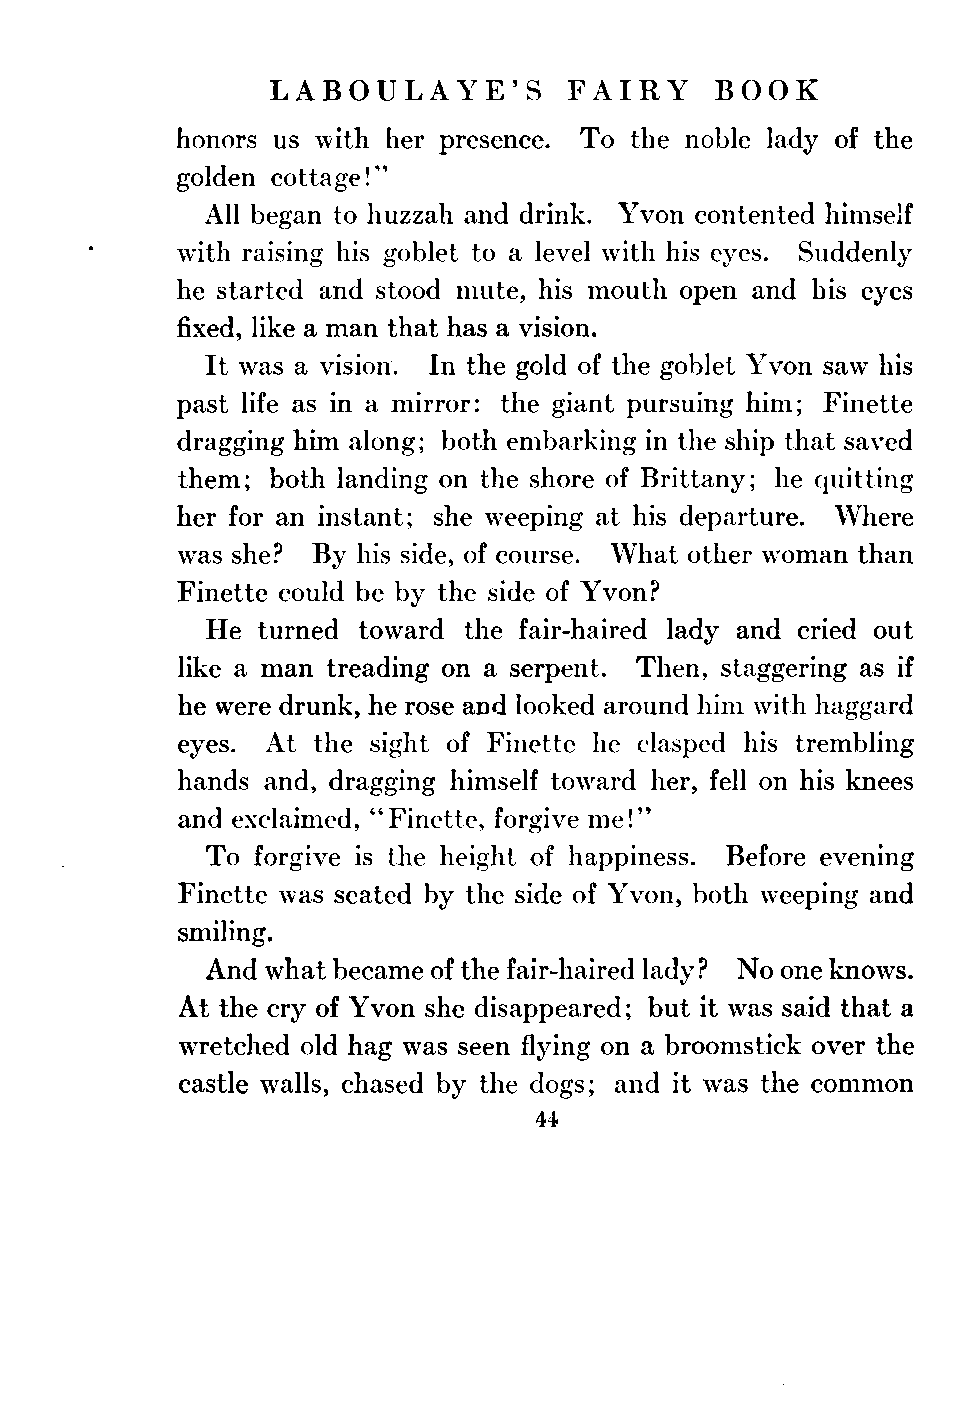 LABOULAYE'S FAIRY BOOK
honors us with her presence. To the noble lady of the
golden cottage!"
All began to huzzah and drink. Yvon contented himself
with raising his goblet to a level with his eyes. Suddenly
he started and stood mute, his mouth open and his eyes
fixed, like a man that has a vision.
It was a vision. In the gold of the goblet Yvon saw his
past life as in a mirror: the giant pursuing him; Finette
dragging him along; both embarking in the ship that saved
them; both landing on the shore of Brittany; he quitting
her for an instant; she weeping at his departure. Where
was she? By his side, of course. What other woman than
Finette could be by the side of Yvon?
He turned toward the fair-haired lady and cried out
like a man treading on a serpent. Then, staggering as if
he were drunk, he rose and looked around him with haggard
eyes. At the sight of Finette he clasped his trembling
hands and, dragging himself toward her, fell on his knees
and exclaimed, "Finette, forgive me!"
To forgive is the height of happiness. Before evening
Finette was seated by the side of Yvon, both weeping and
smiling.
And what became of the fair-haired lady? No one knows.
At the cry of Yvon she disappeared; but it was said that a
wretched old hag was seen flying on a broomstick over the
castle walls, chased by the dogs; and it was the common
44